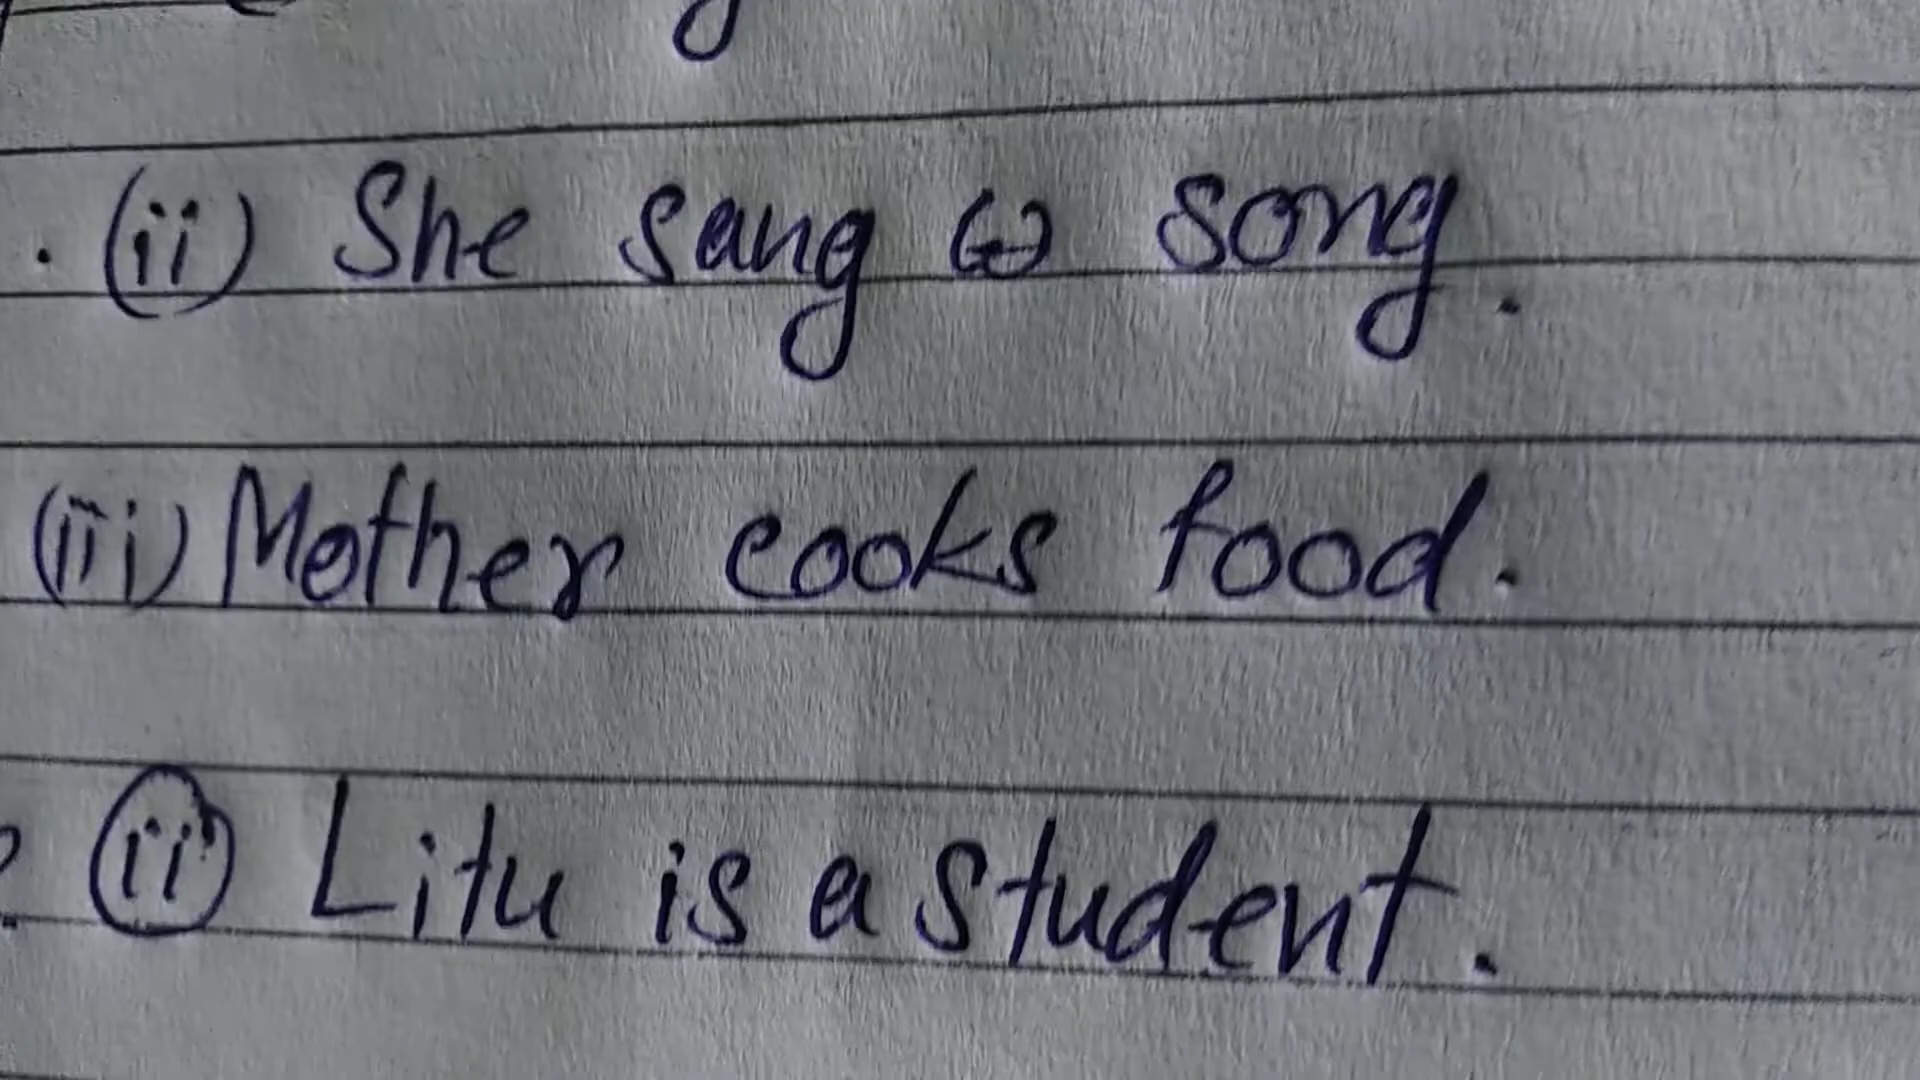 (ii) She sang a song.
(iii) Mother cooks food.
(ii) Litu is a student.